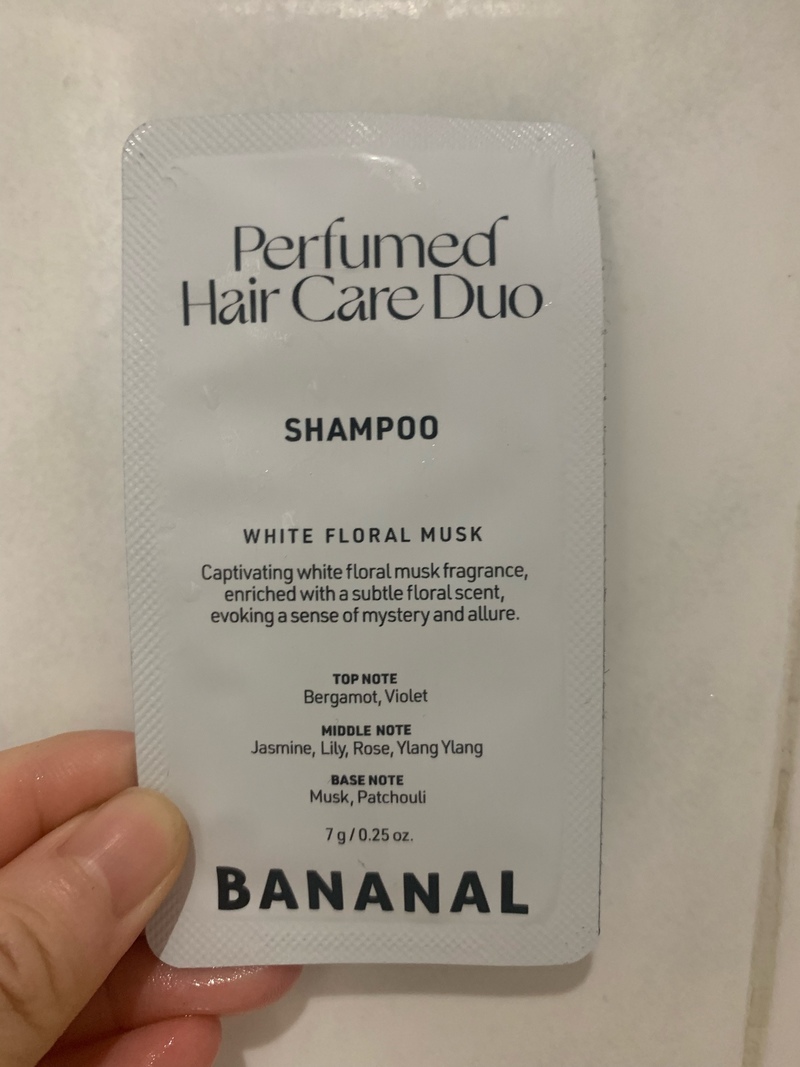 Perfumed
Hair Care Duo
SHAMPOO
WHITE FLORAL MUSK
Captivating white floral musk fragrance,
enriched with a subtle floral scent,
evoking a sense of mystery and allure.
TOP NOTE
Bergamot, Violet
MIDDLE NOTE
Jasmine, Lily, Rose, Ylang Ylang
BASE NOTE
Musk, Patchouli
7 g / 0.25 oz.
BANANAL